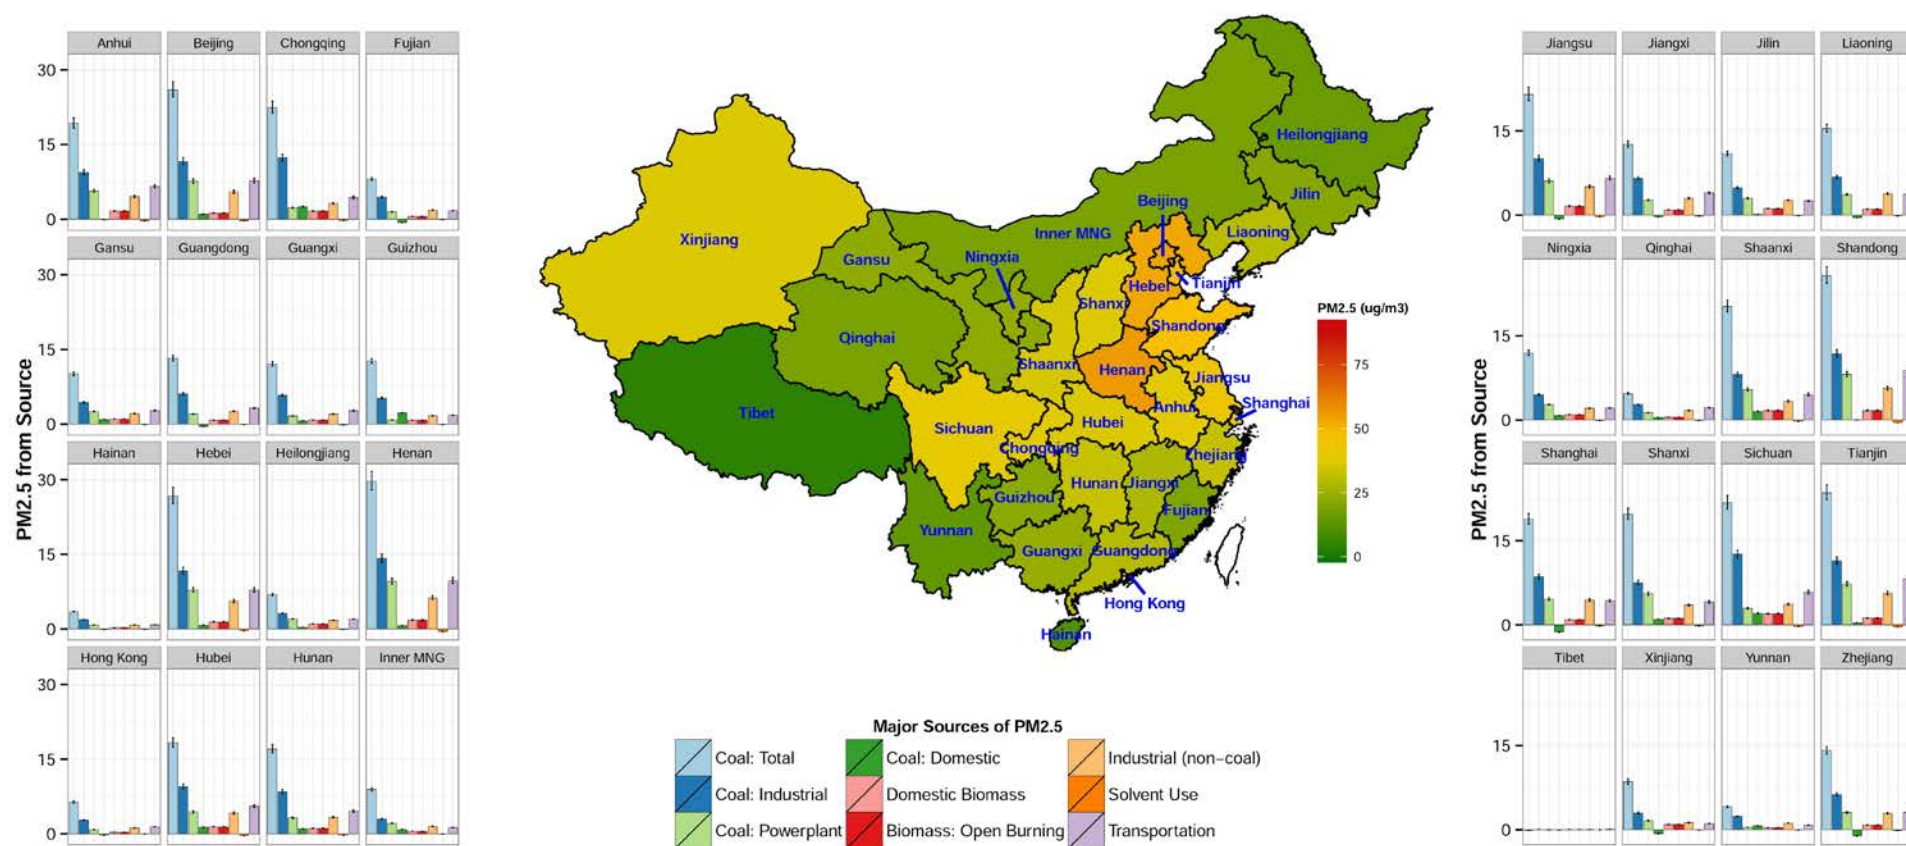 Anhui Beijing Chongqing Fujian
30
15
0
Gansu Guangdong Guangxi Guizhou
30
15
0
Hainan Hebei Heilongjiang Henan
30
15
0
Hong Kong Hubei Hunan Inner MNG
30
15
0
PM2.5 from Source
Heilongjiang
Jilin
Beijing
Liaoning
Inner MNG
Xinjiang
Gansu
Ningxia
Tianjin
Hebei
Shanxi
Shandong
Qinghai
Shaanxi
Henan
Jiangsu
Shanghai
Tibet
Anhui
Sichuan
Hubei
Chongqing
Zhejiang
Hunan
Jiangxi
Guizhou
Fujian
Yunnan
Guangxi
Guangdong
Hong Kong
Hainan
PM2.5 (ug/m3)
75
50
25
0
Major Sources of PM2.5
Coal: Total
Coal: Industrial
Coal: Powerplant
Coal: Domestic
Domestic Biomass
Biomass: Open Burning
Industrial (non-coal)
Solvent Use
Transportation
Jiangsu Jiangxi Jilin Liaoning
15
0
Ningxia Qinghai Shaanxi Shandong
15
0
Shanghai Shanxi Sichuan Tianjin
15
0
Tibet Xinjiang Yunnan Zhejiang
15
0
PM2.5 from Source